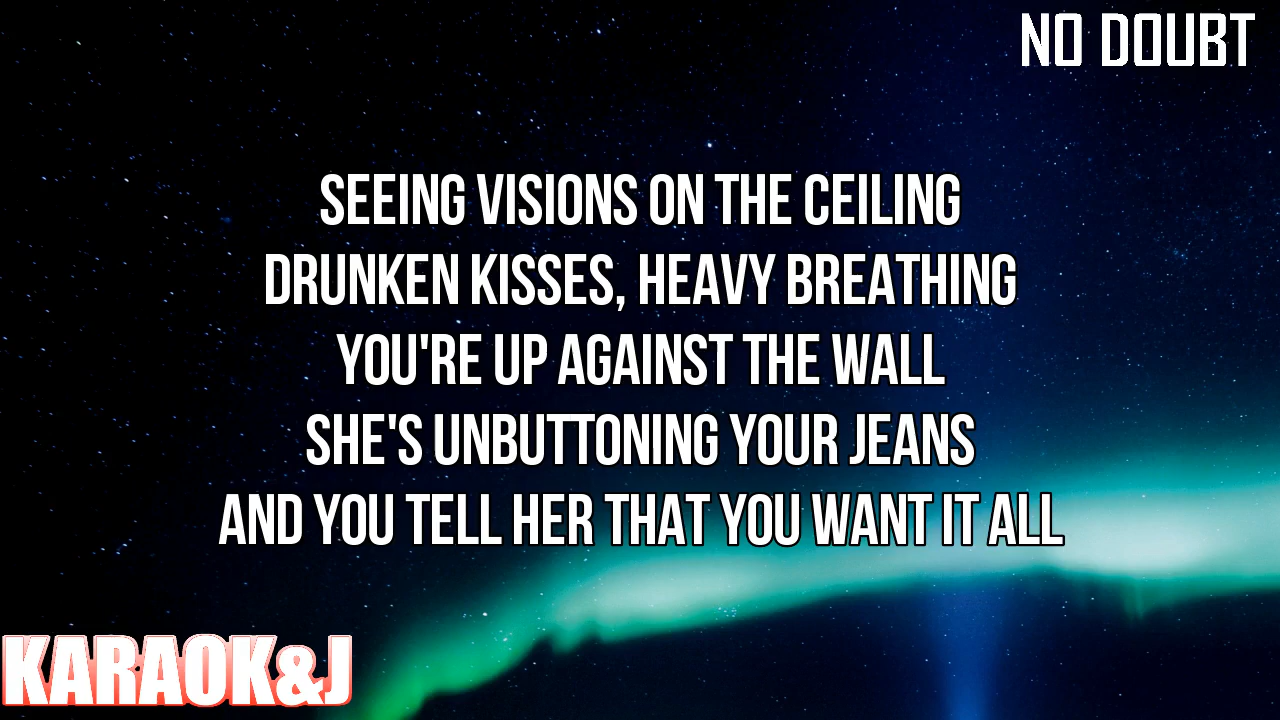 NO DOUBT
SEEING VISIONS ON THE CEILING
DRUNKEN KISSES, HEAVY BREATHING
YOU'RE UP AGAINST THE WALL
SHE'S UNBUTTONING YOUR JEANS
AND YOU TELL HER THAT YOU WANT IT ALL
KARAOK&J